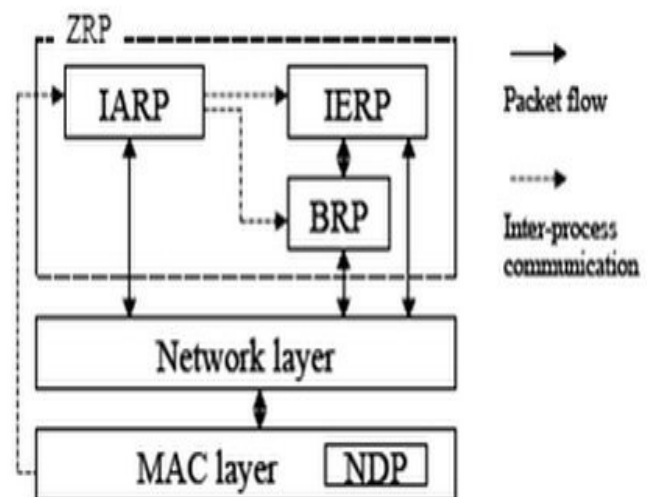 ZRP
IARP
IERP
BRP
Packet flow
Inter-process
communication
Network layer
MAC layer
NDP